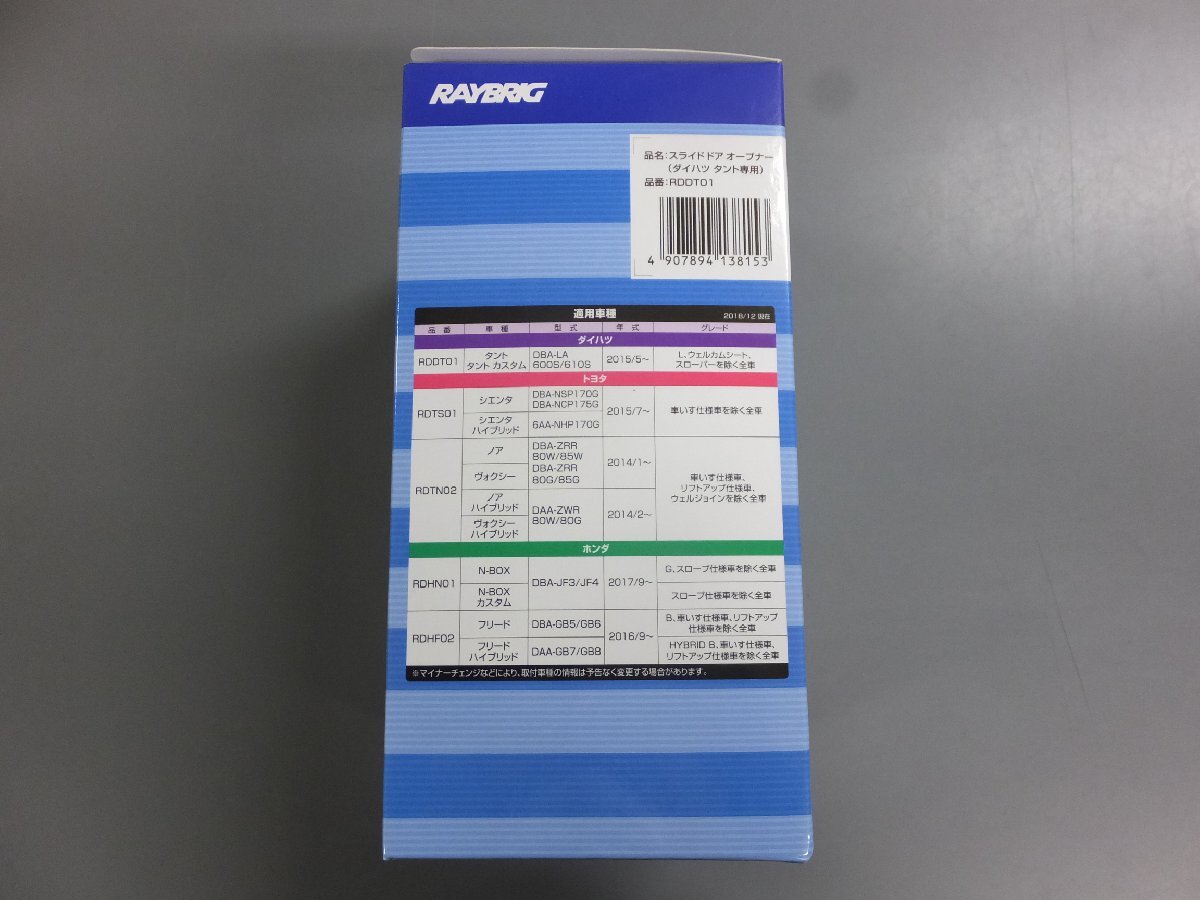 RAYBRIG
品名:スライドドア オープナー
(ダイハツ タント専用)
品番:RDDT01
4 907894 138153
適用車種
2018/12 現在
品番 車種 型式 年式 グレード
ダイハツ
RDDT01
タント
タント カスタム
DBA-LA
600S/610S
2015/5~
L、ウェルカムシート、
スローパーを除く全車
トヨタ
RDTS01
シエンタ
DBA-NSP170G
DBA-NCP175G
シエンタ
ハイブリッド
6AA-NHP170G
2015/7~
車いす仕様車を除く全車
RDTN02
ノア
DBA-ZRR
80W/85W
ヴォクシー
DBA-ZRR
80G/85G
2014/1~
ノア
ハイブリッド
ヴォクシー
ハイブリッド
DAA-ZWR
80W/80G
2014/2~
車いす仕様車、
リフトアップ仕様車、
ウェルジョインを除く全車
ホンダ
RDHN01
N-BOX
N-BOX
カスタム
DBA-JF3/JF4
2017/9~
G、スロープ仕様車を除く全車
スロープ仕様車を除く全車
RDHF02
フリード
DBA-GB5/GB6
フリード
ハイブリッド
DAA-GB7/GB8
2016/9~
B、車いす仕様車、リフトアップ
仕様車を除く全車
HYBRID B、車いす仕様車、
リフトアップ仕様車を除く全車
※マイナーチェンジなどにより、取付車種の情報は予告なく変更する場合があります。